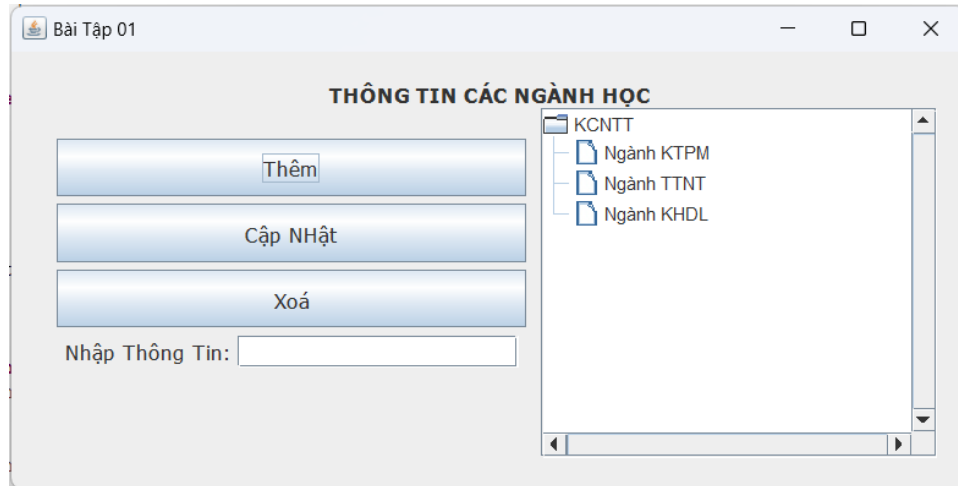 Bài Tập 01
THÔNG TIN CÁC NGÀNH HỌC
Thêm
Cập NHật
Xoá
Nhập Thông Tin:
KCNTT
Ngành KTPM
Ngành TTNT
Ngành KHDL